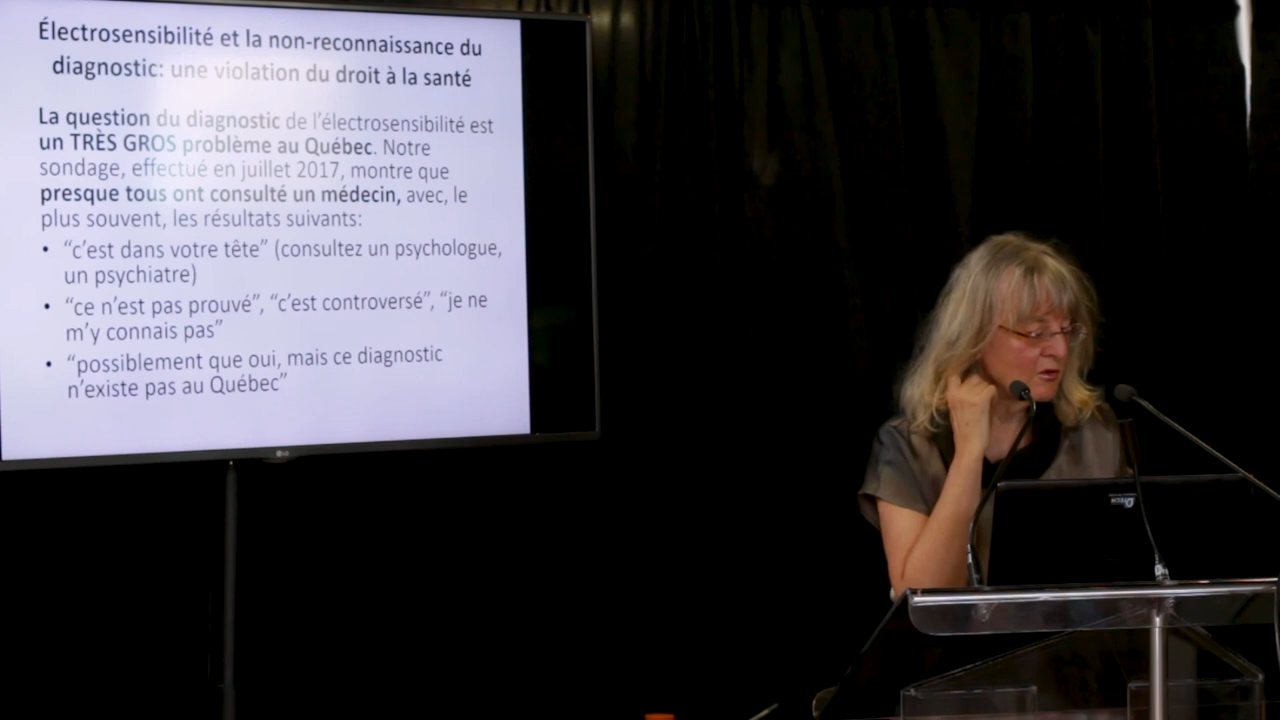 Électrosensibilité et la non-reconnaissance du
diagnostic: une violation du droit à la santé
La question du diagnostic de l'électrosensibilité est
un TRÈS GROS problème au Québec. Notre
sondage, effectué en juillet 2017, montre que
presque tous ont consulté un médecin, avec, le
plus souvent, les résultats suivants:
• “c'est dans votre tête” (consultez un psychologue,
un psychiatre)
• “ce n'est pas prouvé”, “c'est controversé”, “je ne
m'y connais pas”
• “possiblement que oui, mais ce diagnostic
n'existe pas au Québec”
LG